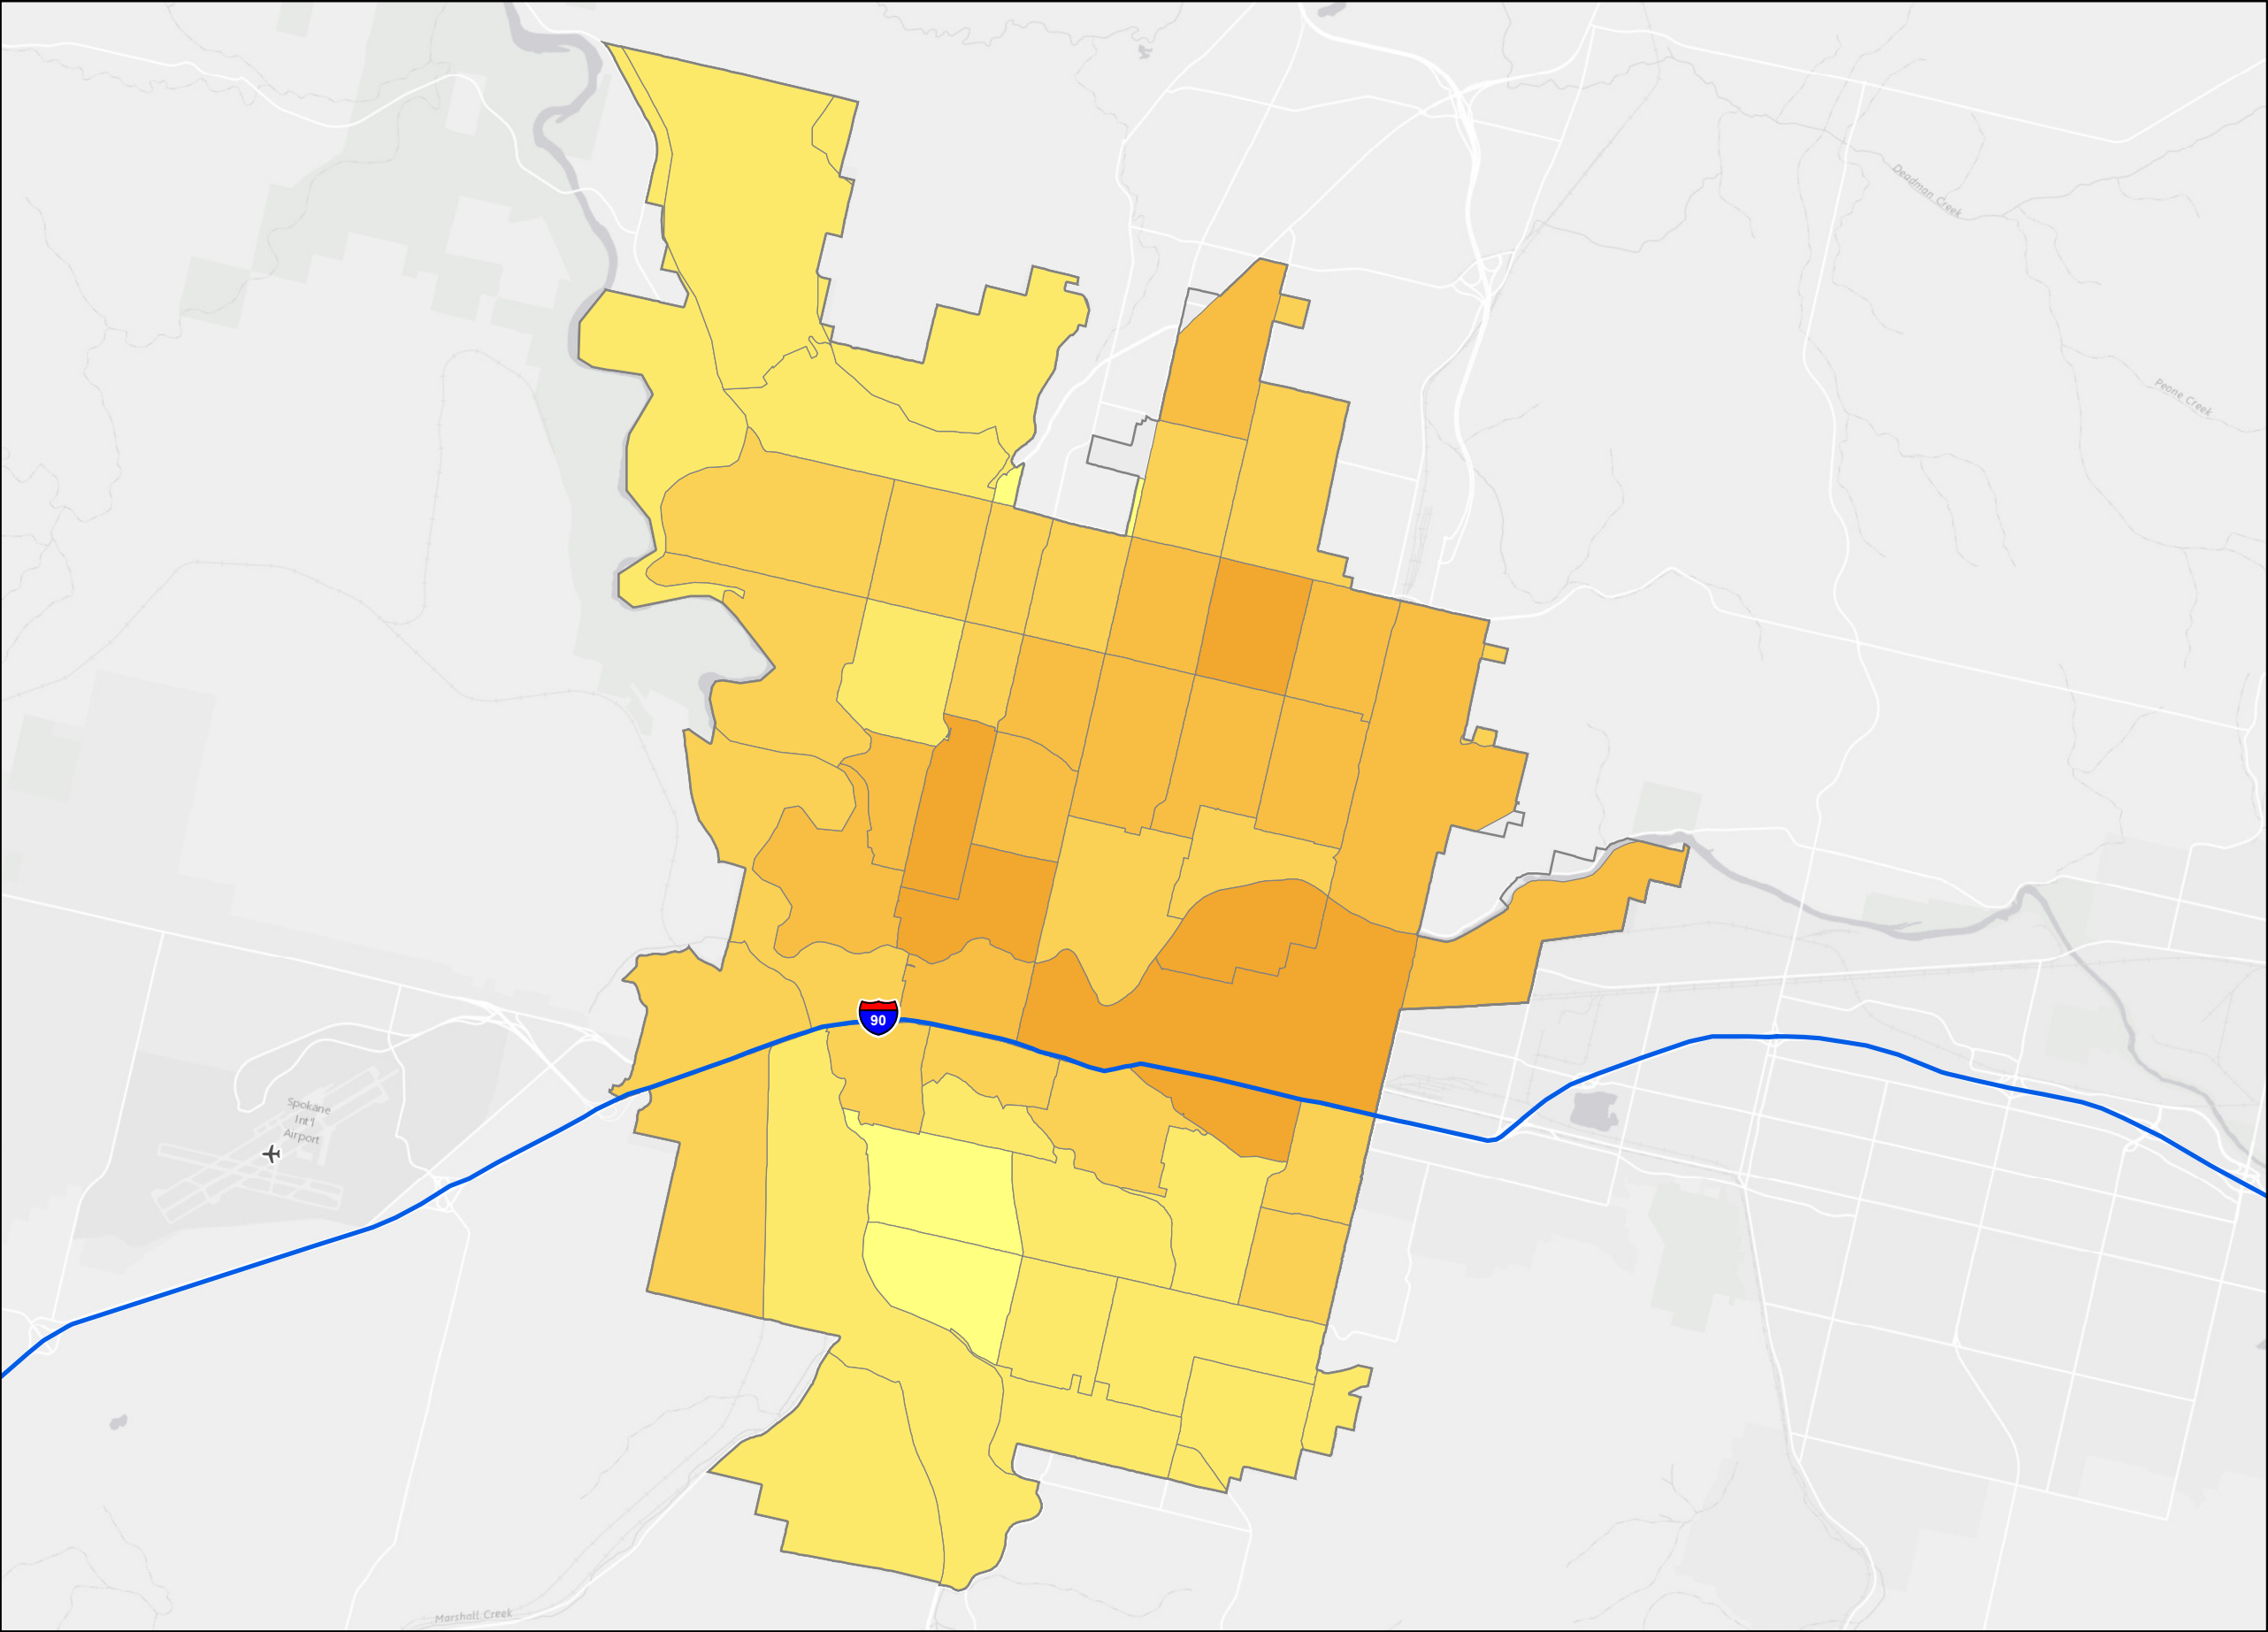 Deadman Creek
Peone Creek
90
Spokane
Int'l
Airport
Marshall Creek